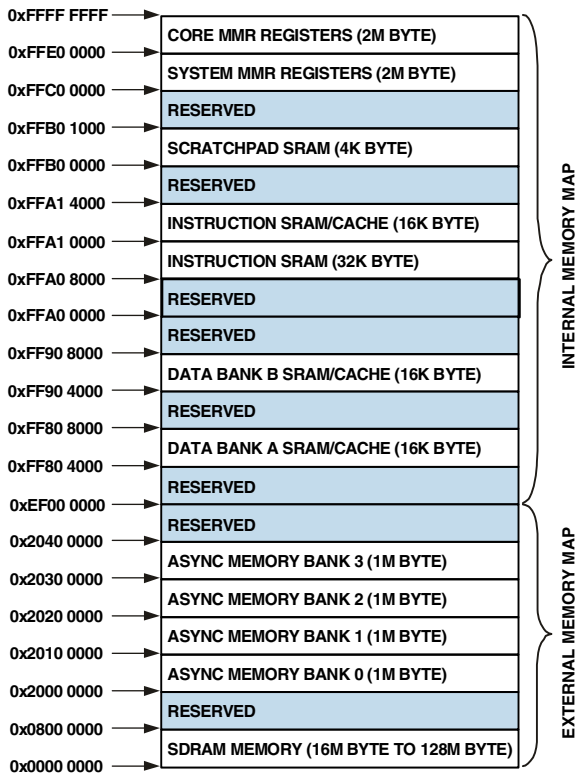 0xFFFF FFFF
CORE MMR REGISTERS (2M BYTE)
0xFFE0 0000
SYSTEM MMR REGISTERS (2M BYTE)
0xFFC0 0000
RESERVED
0xFFB0 1000
SCRATCHPAD SRAM (4K BYTE)
0xFFB0 0000
RESERVED
0xFFA1 4000
INSTRUCTION SRAM/CACHE (16K BYTE)
0xFFA1 0000
INSTRUCTION SRAM (32K BYTE)
0xFFA0 8000
RESERVED
0xFFA0 0000
RESERVED
0xFF90 8000
DATA BANK B SRAM/CACHE (16K BYTE)
0xFF90 4000
RESERVED
0xFF80 8000
DATA BANK A SRAM/CACHE (16K BYTE)
0xFF80 4000
RESERVED
0xEF00 0000
RESERVED
0x2040 0000
ASYNC MEMORY BANK 3 (1M BYTE)
0x2030 0000
ASYNC MEMORY BANK 2 (1M BYTE)
0x2020 0000
ASYNC MEMORY BANK 1 (1M BYTE)
0x2010 0000
ASYNC MEMORY BANK 0 (1M BYTE)
0x2000 0000
RESERVED
0x0800 0000
SDRAM MEMORY (16M BYTE TO 128M BYTE)
0x0000 0000
INTERNAL MEMORY MAP
EXTERNAL MEMORY MAP